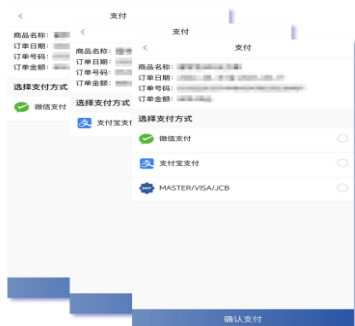 支付
商品名称：
订单日期：
订单号码：
订单金额：
选择支付方式
微信支付
支付
商品名称：
订单日期：
订单号码：
订单金额：
选择支付方式
支付宝支付
支付
商品名称：
订单日期：
订单号码：
订单金额：
选择支付方式
微信支付
支付宝支付
MASTER/VISA/JCB
确认支付